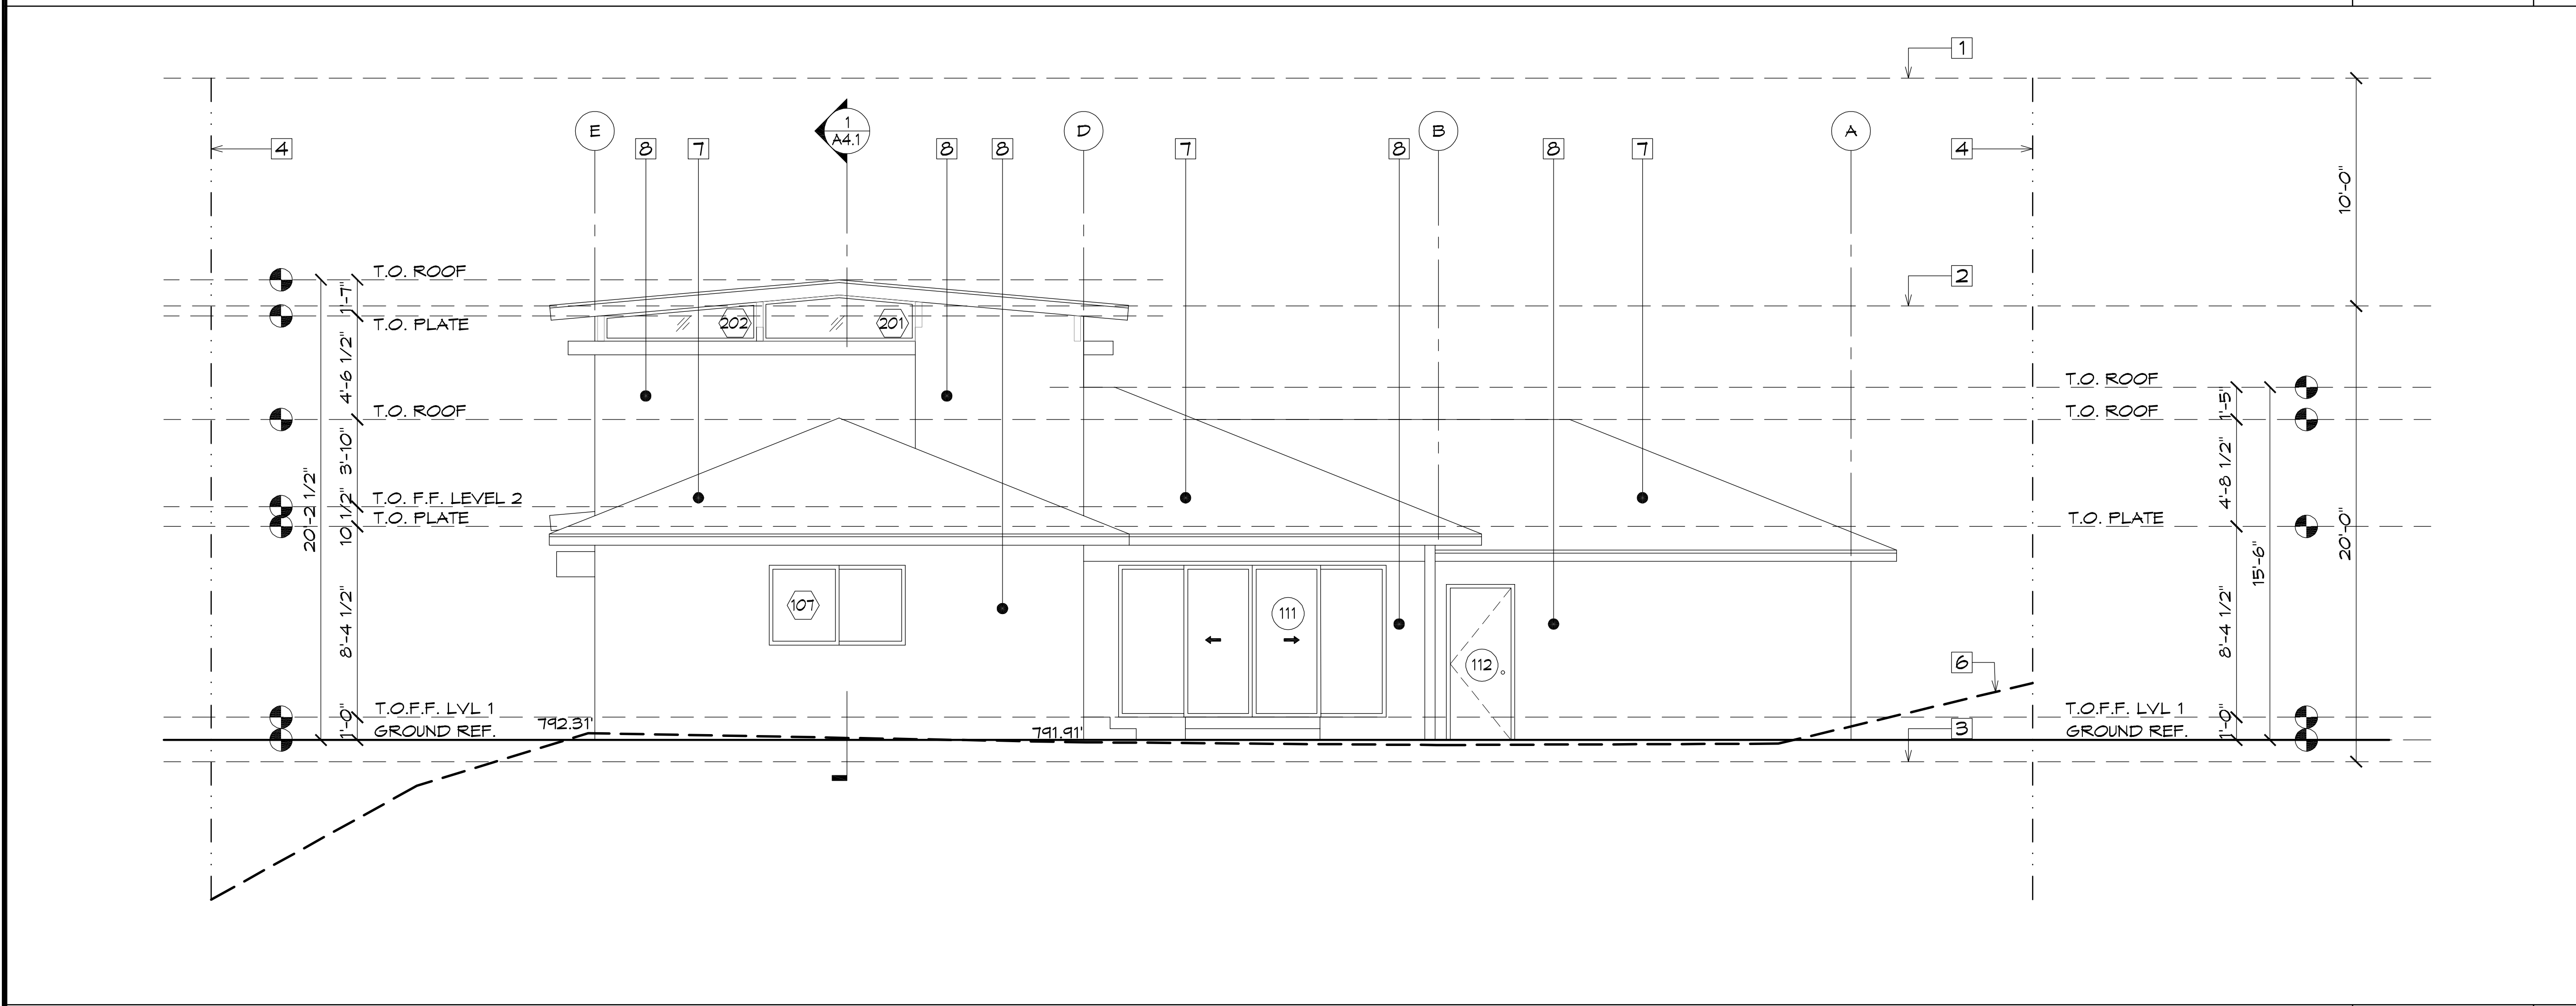 1
E
1
A4.1
D
B
A
4
8
7
8
8
7
8
8
7
4
10'-0"
T.O. ROOF
1'-7"
T.O. PLATE
202
201
2
4'-6 1/2"
T.O. ROOF
T.O. ROOF
1'-5"
T.O. ROOF
3'-10"
4'-8 1/2"
T.O. F.F. LEVEL 2
10 1/2"
T.O. PLATE
T.O. PLATE
20'-2 1/2"
15'-6"
20'-0"
8'-4 1/2"
107
111
112
8'-4 1/2"
6
T.O.F.F. LVL 1
1'-0"
GROUND REF.
792.31'
791.91'
3
T.O.F.F. LVL 1
1'-0"
GROUND REF.